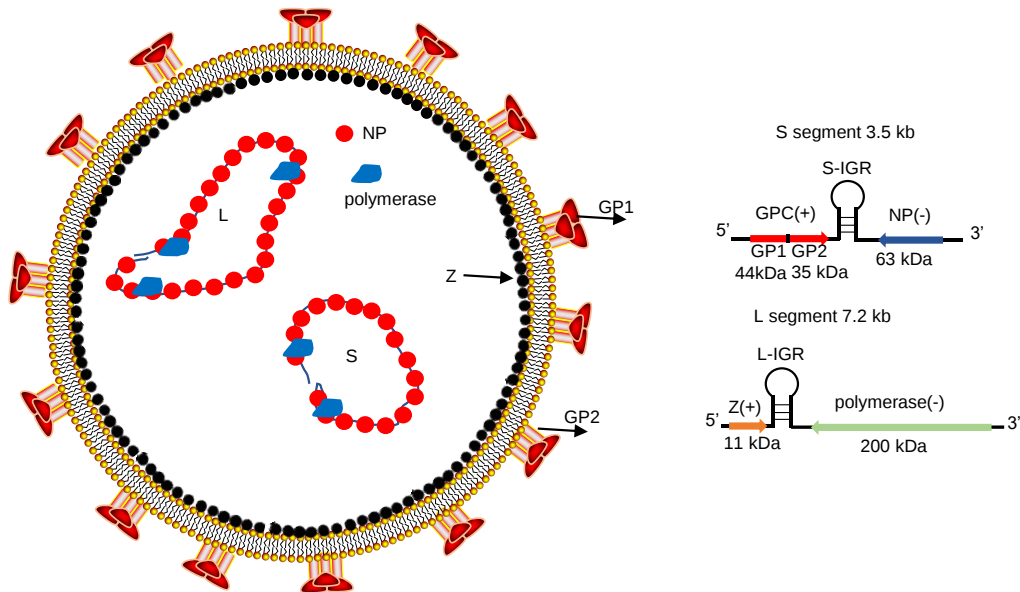 NP
polymerase
L
S
Z
GP1
GP2
S segment 3.5 kb
S-IGR
GPC(+)
NP(-)
5’
3’
GP1
GP2
44kDa
35 kDa
63 kDa
L segment 7.2 kb
L-IGR
Z(+)
polymerase(-)
5’
3’
11 kDa
200 kDa